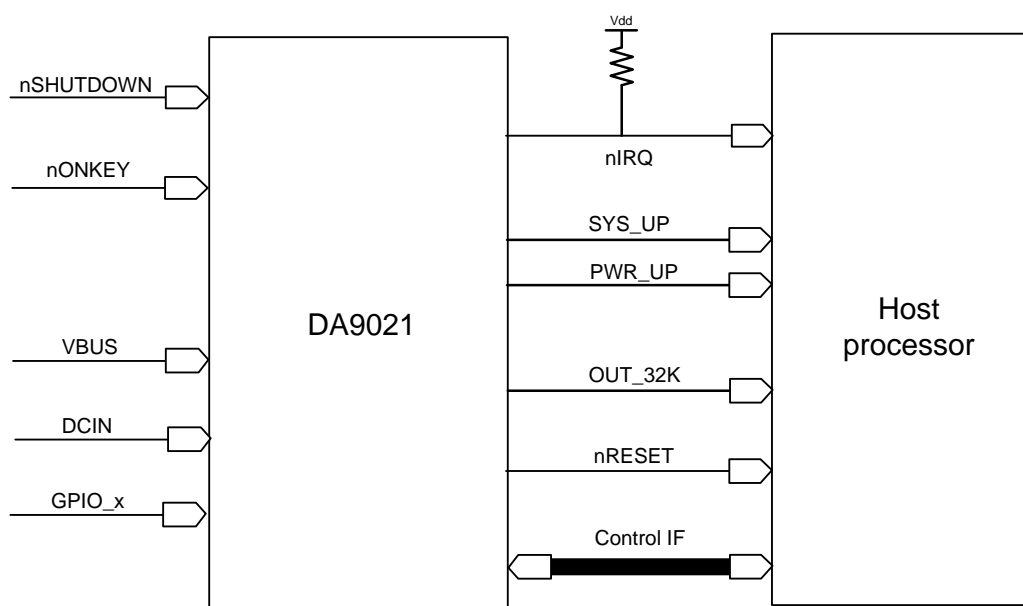 Vdd
nSHUTDOWN
nIRQ
nONKEY
SYS_UP
PWR_UP
DA9021
Host
processor
VBUS
OUT_32K
DCIN
nRESET
GPIO_x
Control IF